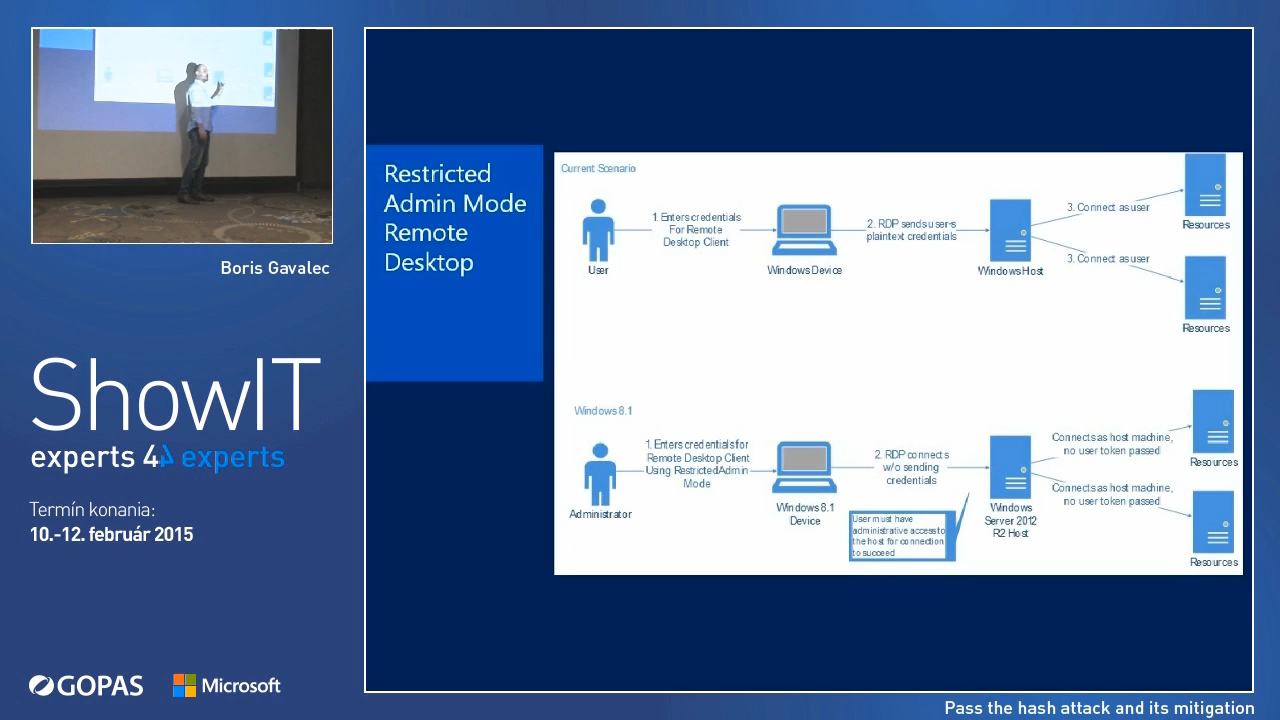 Boris Gavalec
ShowIT
experts 4 experts
Termín konania:
10.-12. február 2015
GOPAS
Microsoft
Restricted
Admin Mode
Remote
Desktop
Current Scenario
User
1. Enters credentials
For Remote
Desktop Client
Windows Device
2. RDP sends user's
plaintext credentials
Windows Host
3. Connect as user
Resources
3. Connect as user
Resources
Windows 8.1
Administrator
1. Enters credentials for
Remote Desktop Client
Using Restricted Admin
Mode
Windows 8.1
Device
2. RDP connects
w/o sending
credentials
User must have
administrative access to
the host for connection
to succeed
Windows
Server 2012
R2 Host
Connects as host machine,
no user token passed
Resources
Connects as host machine,
no user token passed
Resources
Pass the hash attack and its mitigation